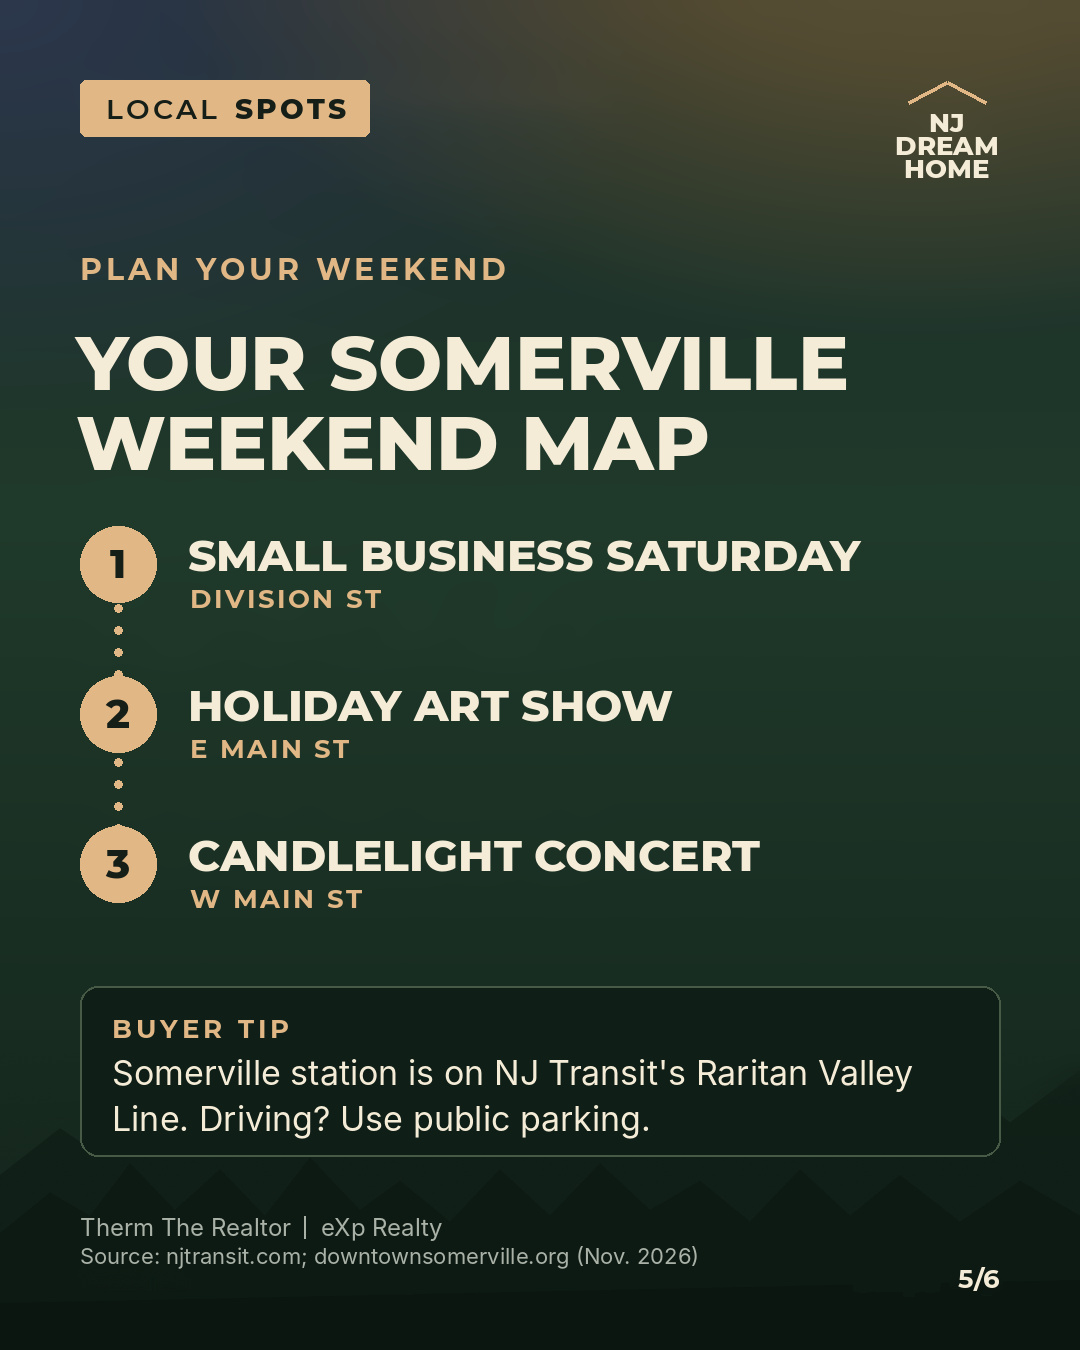 LOCAL SPOTS
NJ
DREAM
HOME
PLAN YOUR WEEKEND
YOUR SOMERVILLE
WEEKEND MAP
1
SMALL BUSINESS SATURDAY
DIVISION ST
2
HOLIDAY ART SHOW
E MAIN ST
3
CANDLELIGHT CONCERT
W MAIN ST
BUYER TIP
Somerville station is on NJ Transit's Raritan Valley
Line. Driving? Use public parking.
Therm The Realtor | eXp Realty
Source: njtransit.com; downtownsomerville.org (Nov. 2026)
5/6